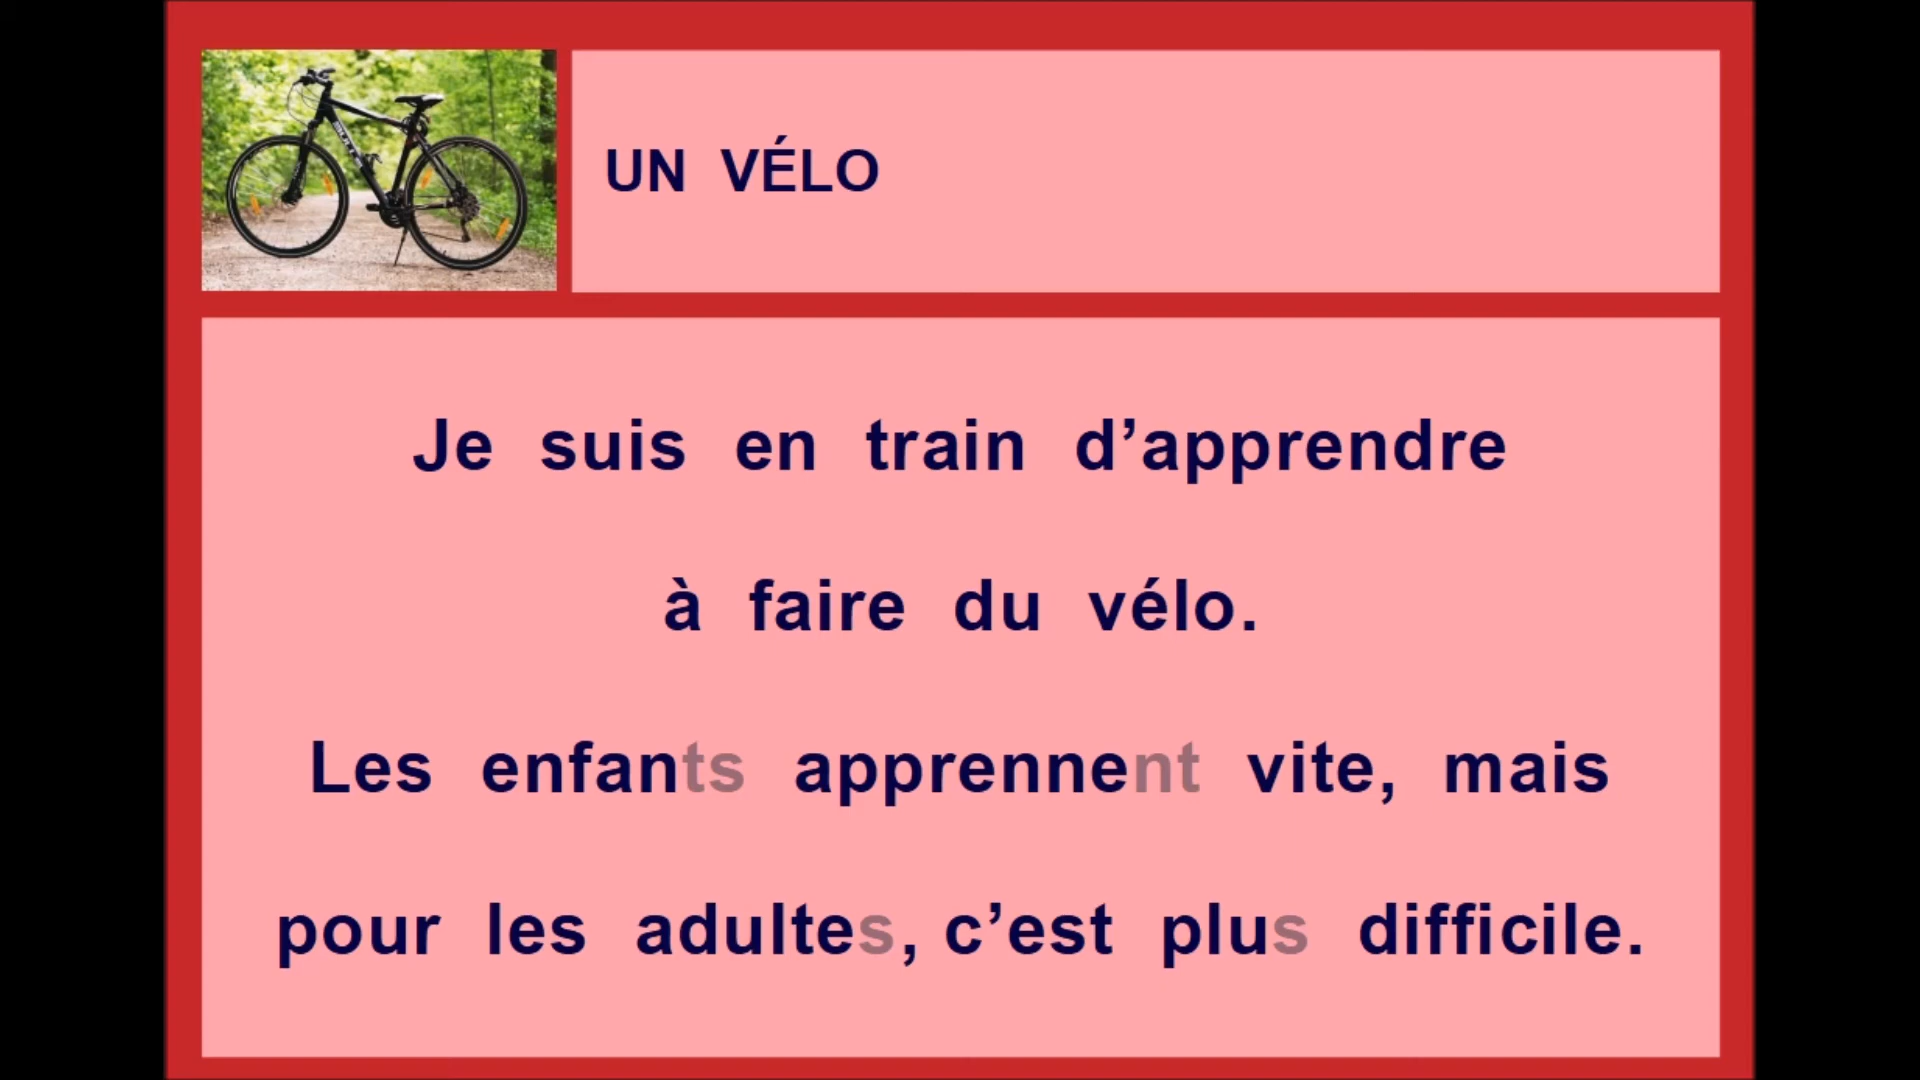 UN VÉLO
Je suis en train d’apprendre
à faire du vélo.
Les enfants apprennent vite, mais
pour les adultes, c’est plus difficile.